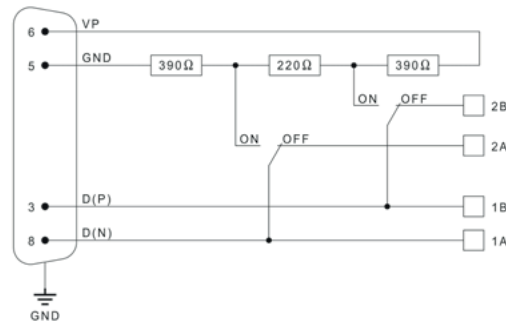 6 VP
5 GND 390Ω 220Ω 390Ω
ON OFF 2B
ON OFF 2A
3 D(P) 1B
8 D(N) 1A
GND